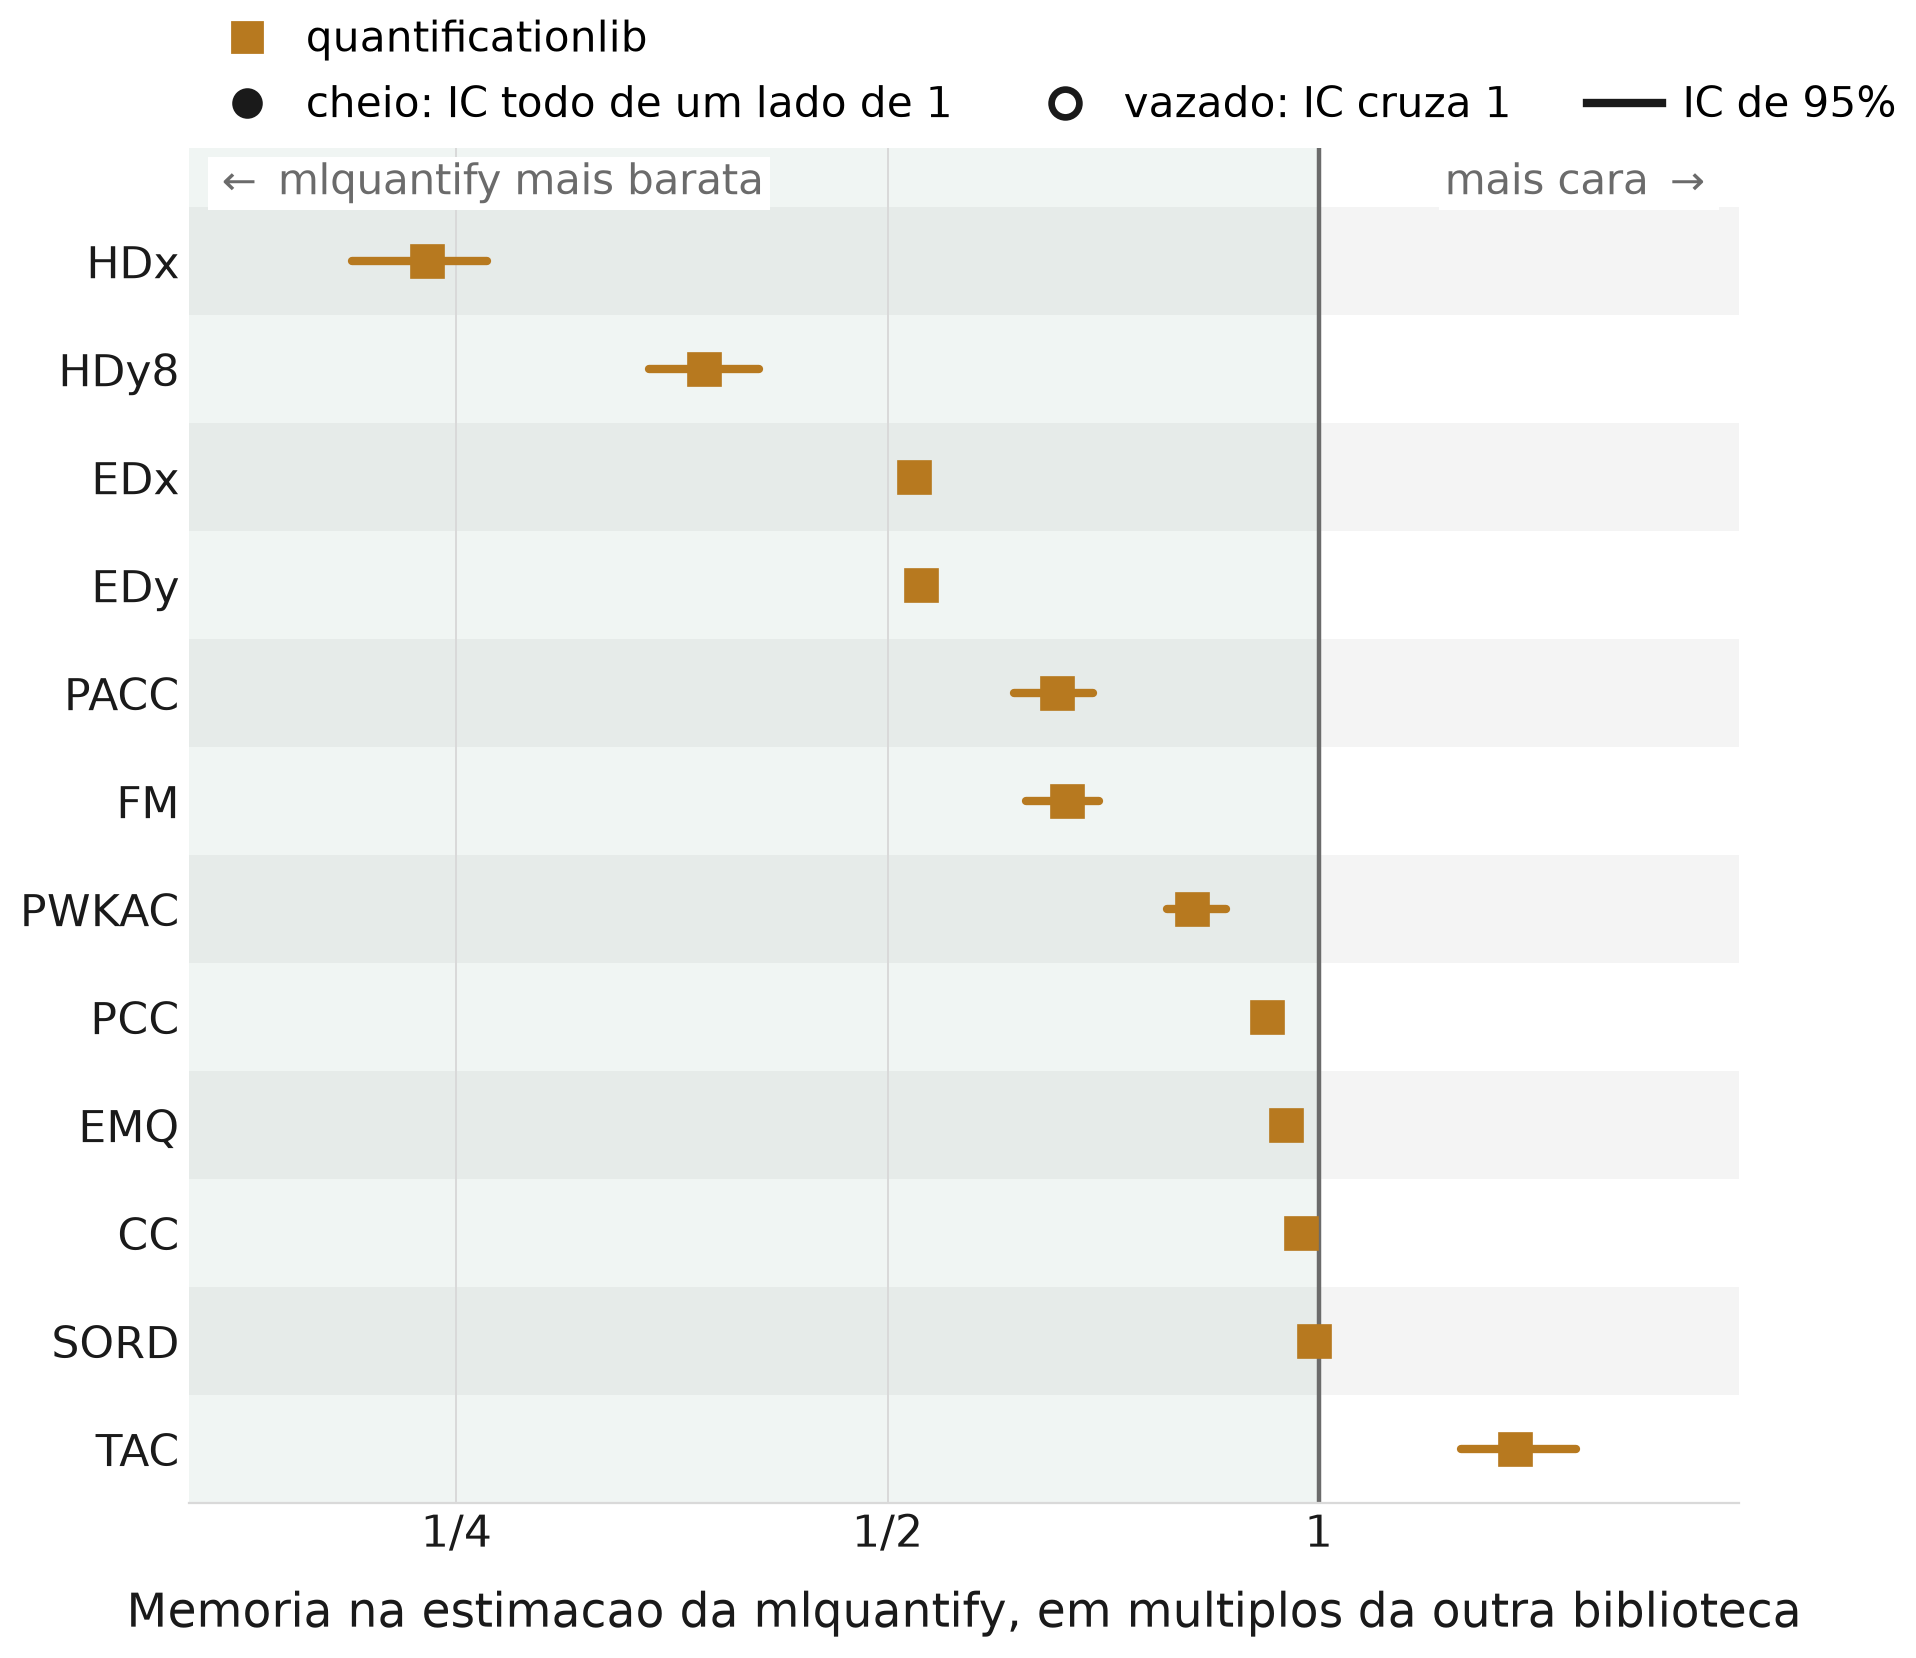 quantificationlib
cheio: IC todo de um lado de 1
vazado: IC cruza 1
IC de 95%
← mlquantify mais barata
mais cara →
HDx
HDy8
EDx
EDy
PACC
FM
PWKAC
PCC
EMQ
CC
SORD
TAC
1/4
1/2
1
Memoria na estimacao da mlquantify, em multiplos da outra biblioteca